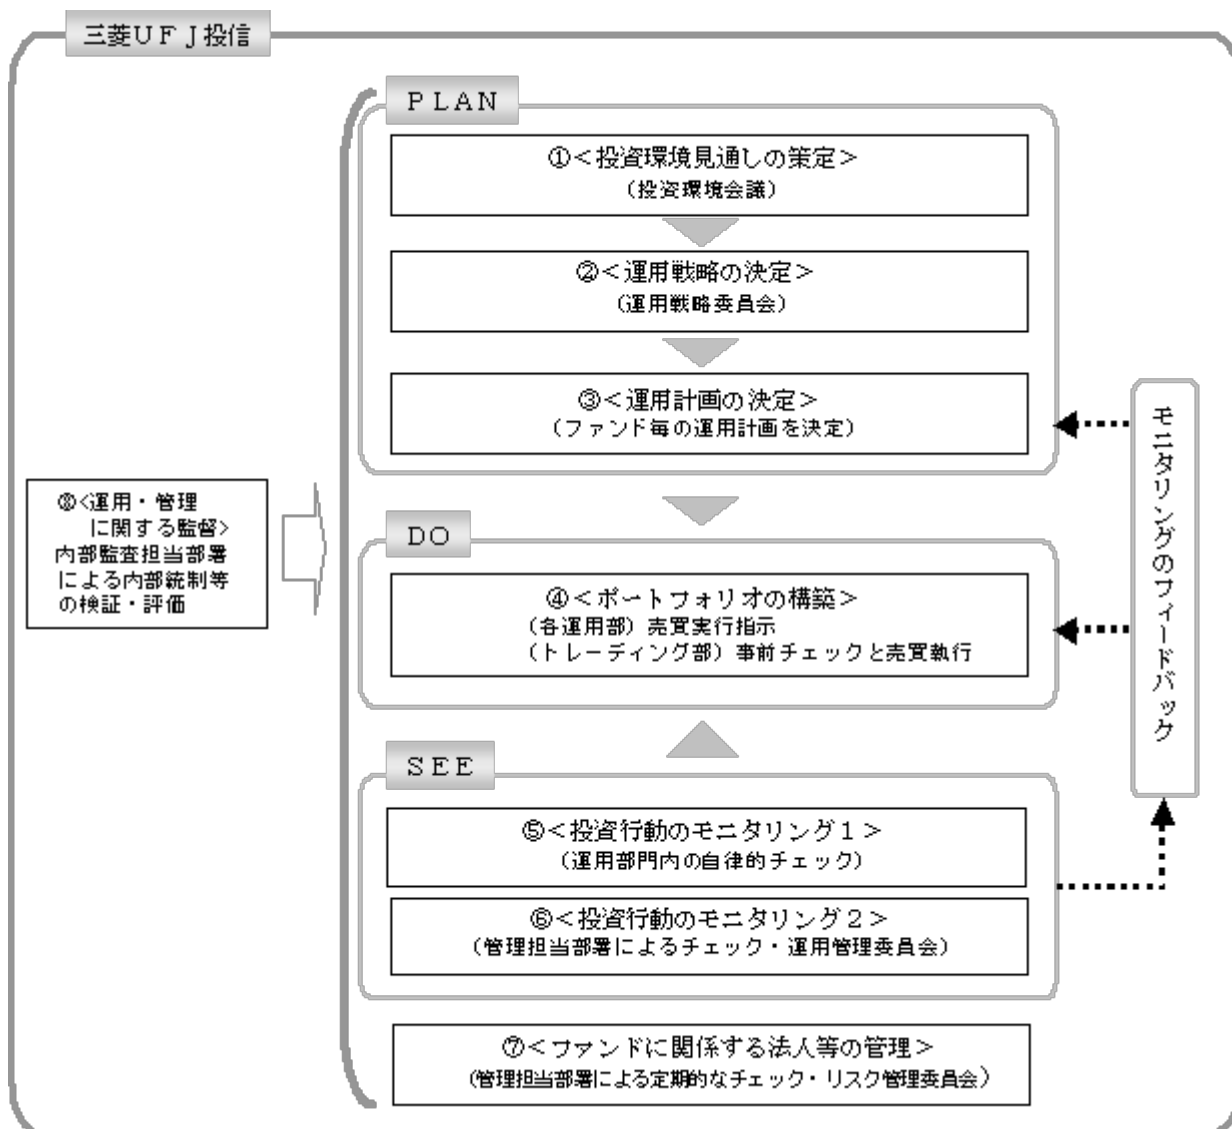 三菱ＵＦＪ投信
ＰＬＡＮ
①＜投資環境見通しの策定＞
（投資環境会議）
②＜運用戦略の決定＞
（運用戦略委員会）
③＜運用計画の決定＞
（ファンド毎の運用計画を決定）
モニタリングのフィードバック
⑧＜運用・管理
に関する監督＞
内部監査担当部署
による内部統制等
の検証・評価
ＤＯ
④＜ポートフォリオの構築＞
（各運用部）売買実行指示
（トレーディング部）事前チェックと売買執行
ＳＥＥ
⑤＜投資行動のモニタリング１＞
（運用部門内の自律的チェック）
⑥＜投資行動のモニタリング２＞
（管理担当部署によるチェック・運用管理委員会）
⑦＜ファンドに関係する法人等の管理＞
（管理担当部署による定期的なチェック・リスク管理委員会）